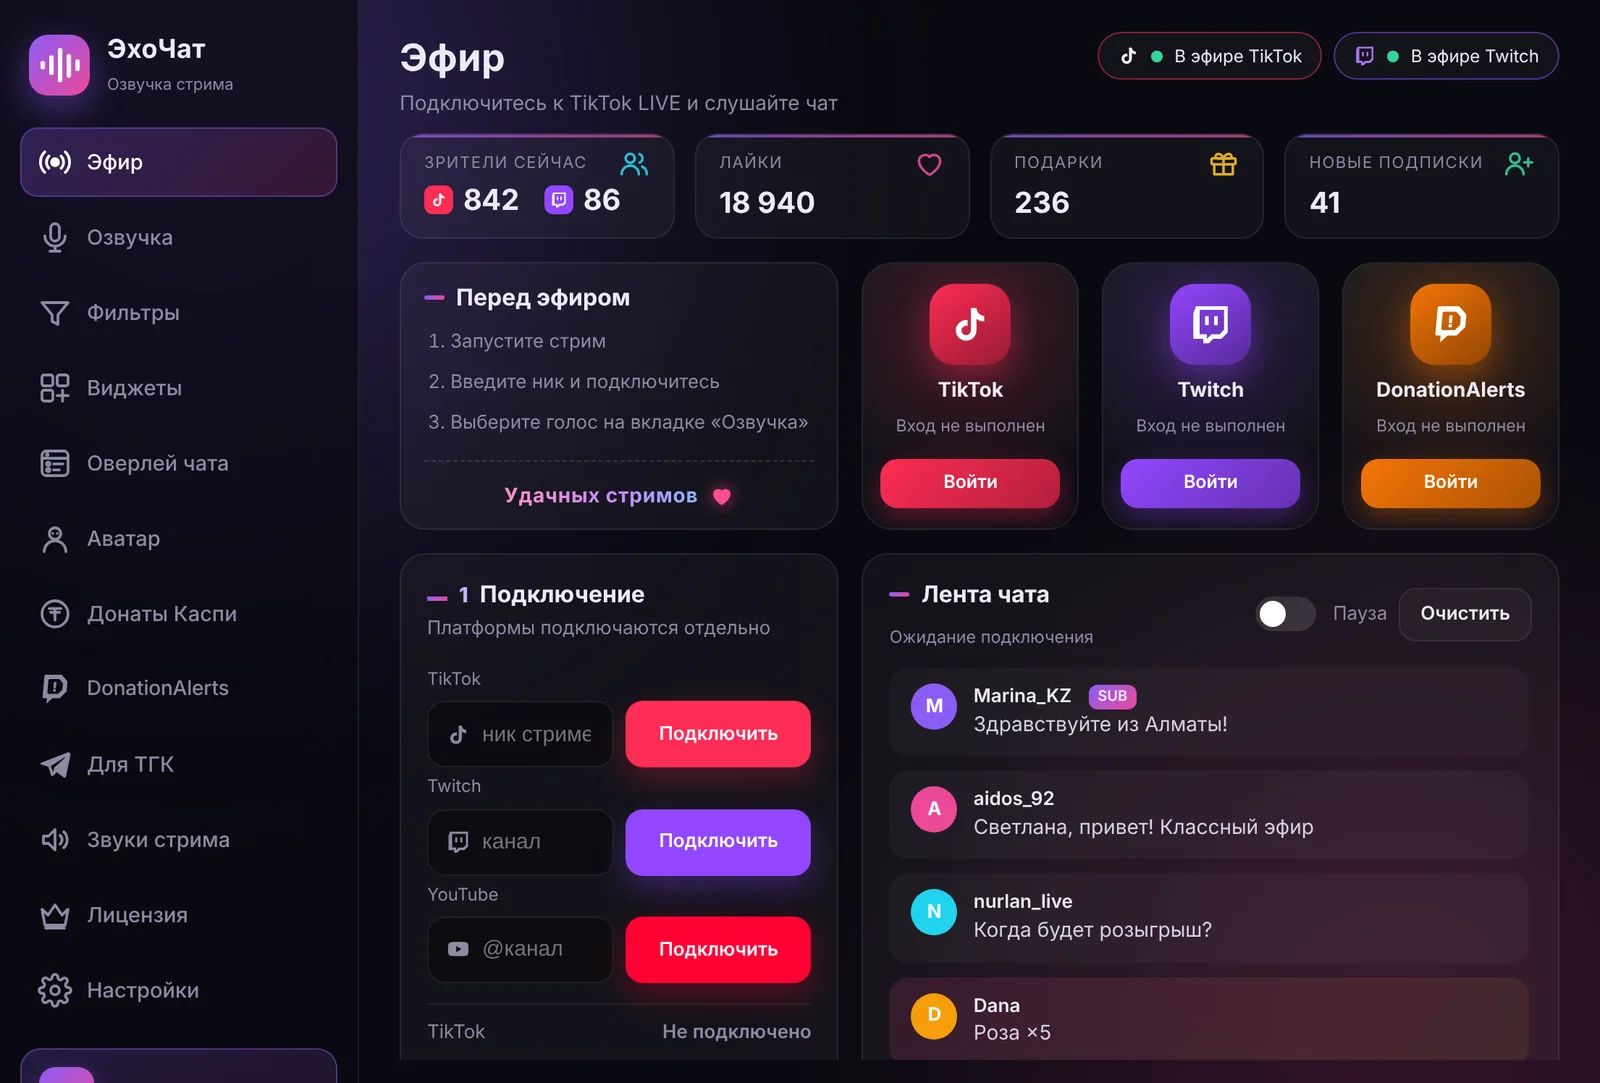 ЭхоЧат
Озвучка стрима
Эфир
Озвучка
Фильтры
Виджеты
Оверлей чата
Аватар
Донаты Каспи
DonationAlerts
Для ТГК
Звуки стрима
Лицензия
Настройки
Эфир
Подключитесь к TikTok LIVE и слушайте чат
В эфире TikTok
В эфире Twitch
ЗРИТЕЛИ СЕЙЧАС
842 86
ЛАЙКИ
18 940
ПОДАРКИ
236
НОВЫЕ ПОДПИСКИ
41
Перед эфиром
1. Запустите стрим
2. Введите ник и подключитесь
3. Выберите голос на вкладке «Озвучка»
Удачных стримов
TikTok
Вход не выполнен
Войти
Twitch
Вход не выполнен
Войти
DonationAlerts
Вход не выполнен
Войти
1 Подключение
Платформы подключаются отдельно
TikTok
ник стриме
Подключить
Twitch
канал
Подключить
YouTube
@канал
Подключить
TikTok Не подключено
Лента чата
Ожидание подключения
Пауза
Очистить
M
Marina_KZ SUB
Здравствуйте из Алматы!
A
aidos_92
Светлана, привет! Классный эфир
N
nurlan_live
Когда будет розыгрыш?
D
Dana
Роза ×5